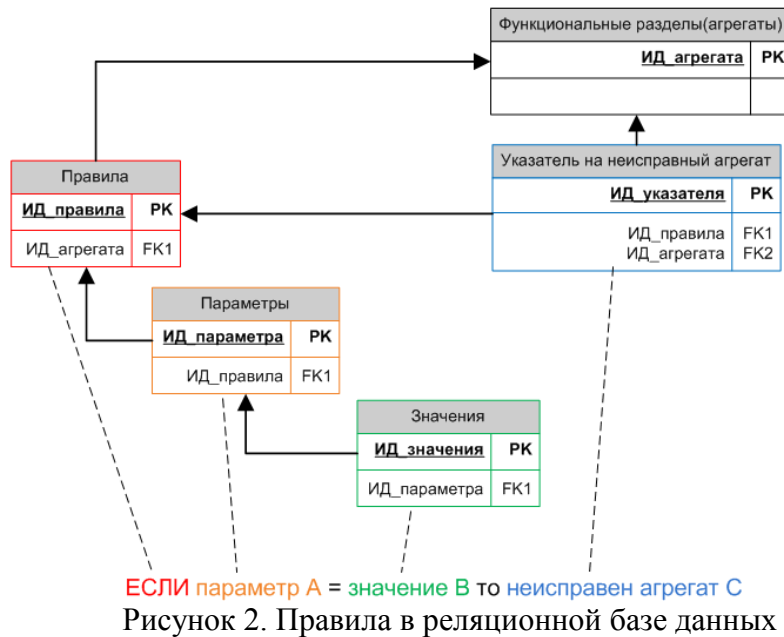 Функциональные разделы(агрегаты)
ИД_агрегата PK
Правила
ИД_правила PK
ИД_агрегата FK1
Указатель на неисправный агрегат
ИД_указателя PK
ИД_правила FK1
ИД_агрегата FK2
Параметры
ИД_параметра PK
ИД_правила FK1
Значения
ИД_значения PK
ИД_параметра FK1
ЕСЛИ параметр А = значение В то неисправен агрегат С
Рисунок 2. Правила в реляционной базе данных